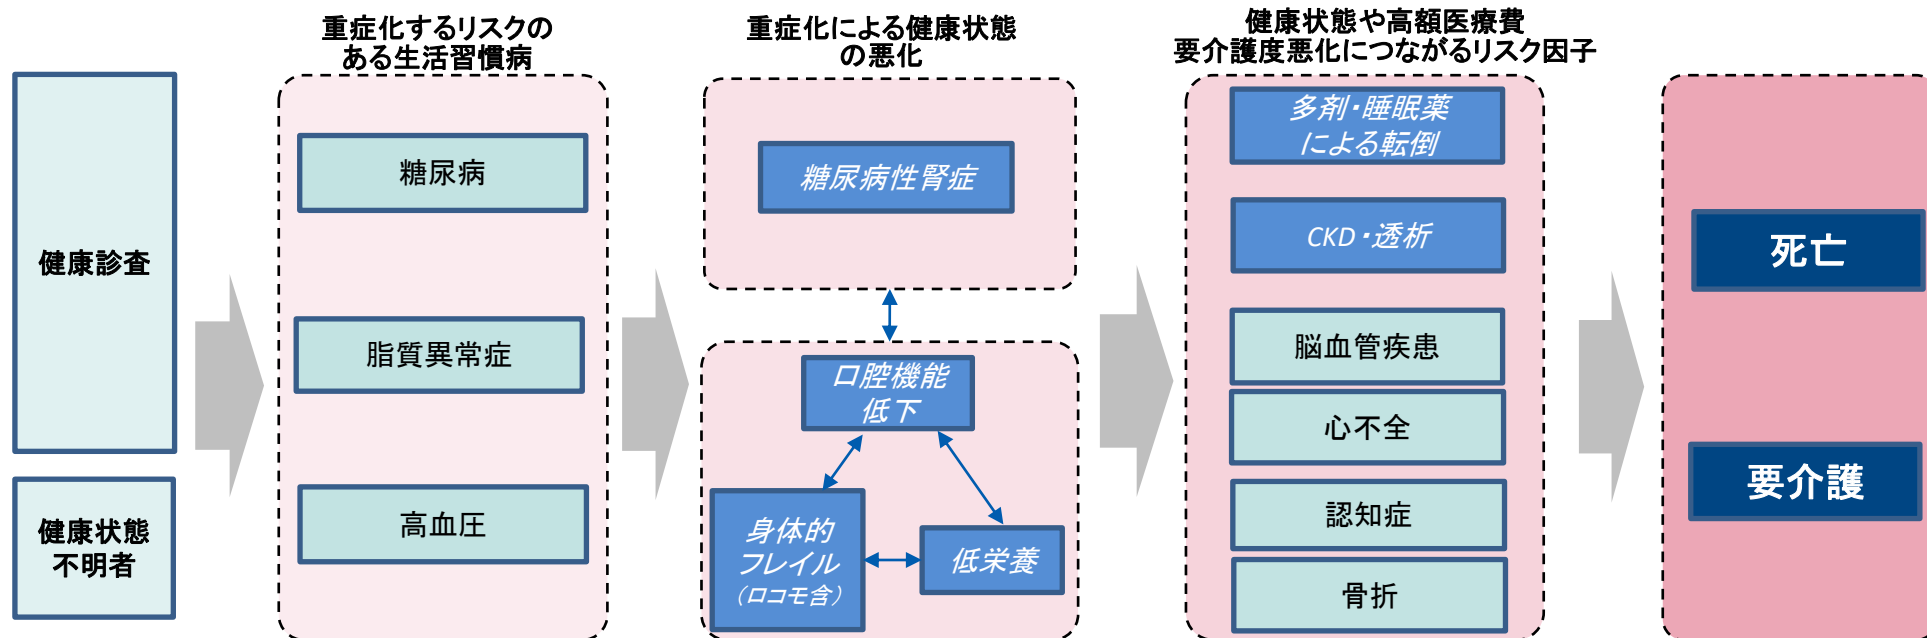 健康診査
健康状態
不明者
重症化するリスクの
ある生活習慣病
糖尿病
脂質異常症
高血圧
重症化による健康状態
の悪化
糖尿病性腎症
口腔機能
低下
身体的
フレイル
（ロコモ含）
低栄養
健康状態や高額医療費
要介護度悪化につながるリスク因子
多剤・睡眠薬
による転倒
CKD・透析
脳血管疾患
心不全
認知症
骨折
死亡
要介護